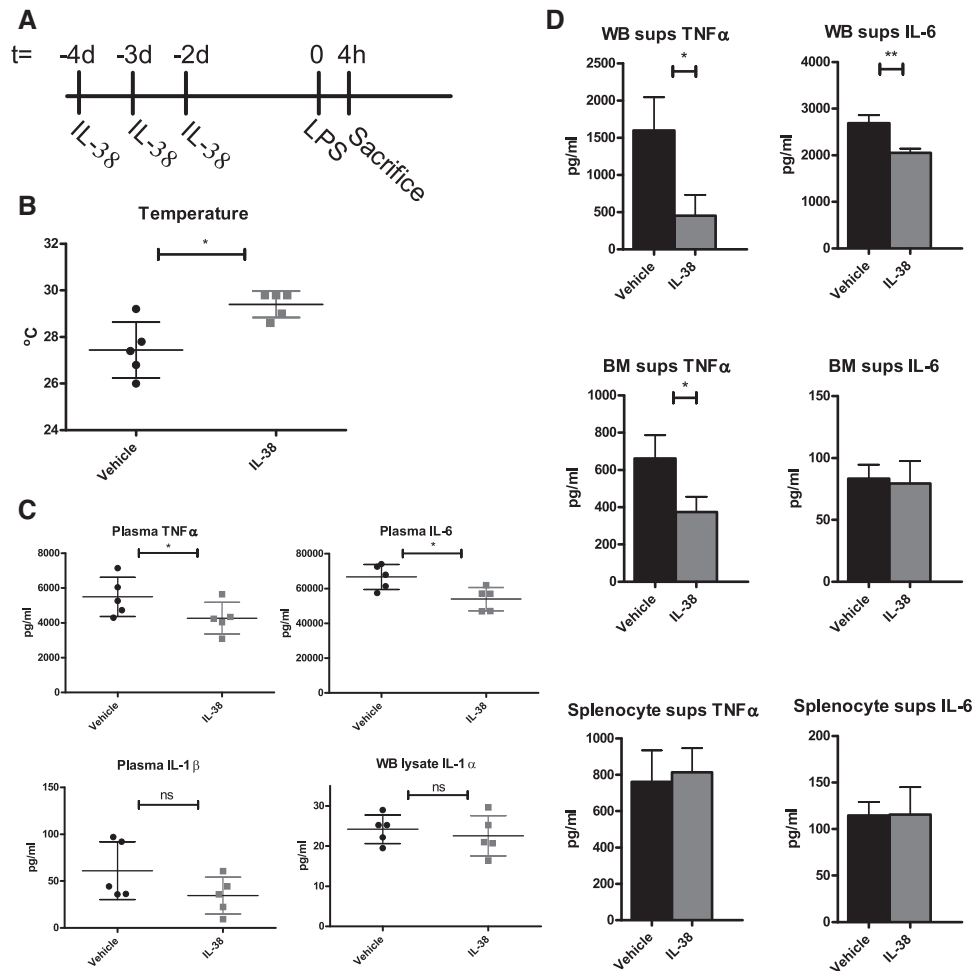 A
t= -4d -3d -2d 0 4h
IL-38 IL-38 IL-38 LPS Sacrifice
B
Temperature
*
32
30
28
26
24
°C
Vehicle IL-38
C
Plasma TNFα
*
8000
6000
4000
2000
0
pg/ml
Vehicle IL-38
Plasma IL-6
*
80000
60000
40000
20000
0
pg/ml
Vehicle IL-38
Plasma IL-1β
ns
150
100
50
0
pg/ml
Vehicle IL-38
WB lysate IL-1α
ns
30
20
10
0
pg/ml
Vehicle IL-38
D
WB sups TNFα
*
2500
2000
1500
1000
500
0
pg/ml
Vehicle IL-38
WB sups IL-6
**
4000
3000
2000
1000
0
pg/ml
Vehicle IL-38
BM sups TNFα
*
1000
800
600
400
200
0
pg/ml
Vehicle IL-38
BM sups IL-6
150
100
50
0
pg/ml
Vehicle IL-38
Splenocyte sups TNFα
1000
800
600
400
200
0
pg/ml
Vehicle IL-38
Splenocyte sups IL-6
200
150
100
50
0
pg/ml
Vehicle IL-38